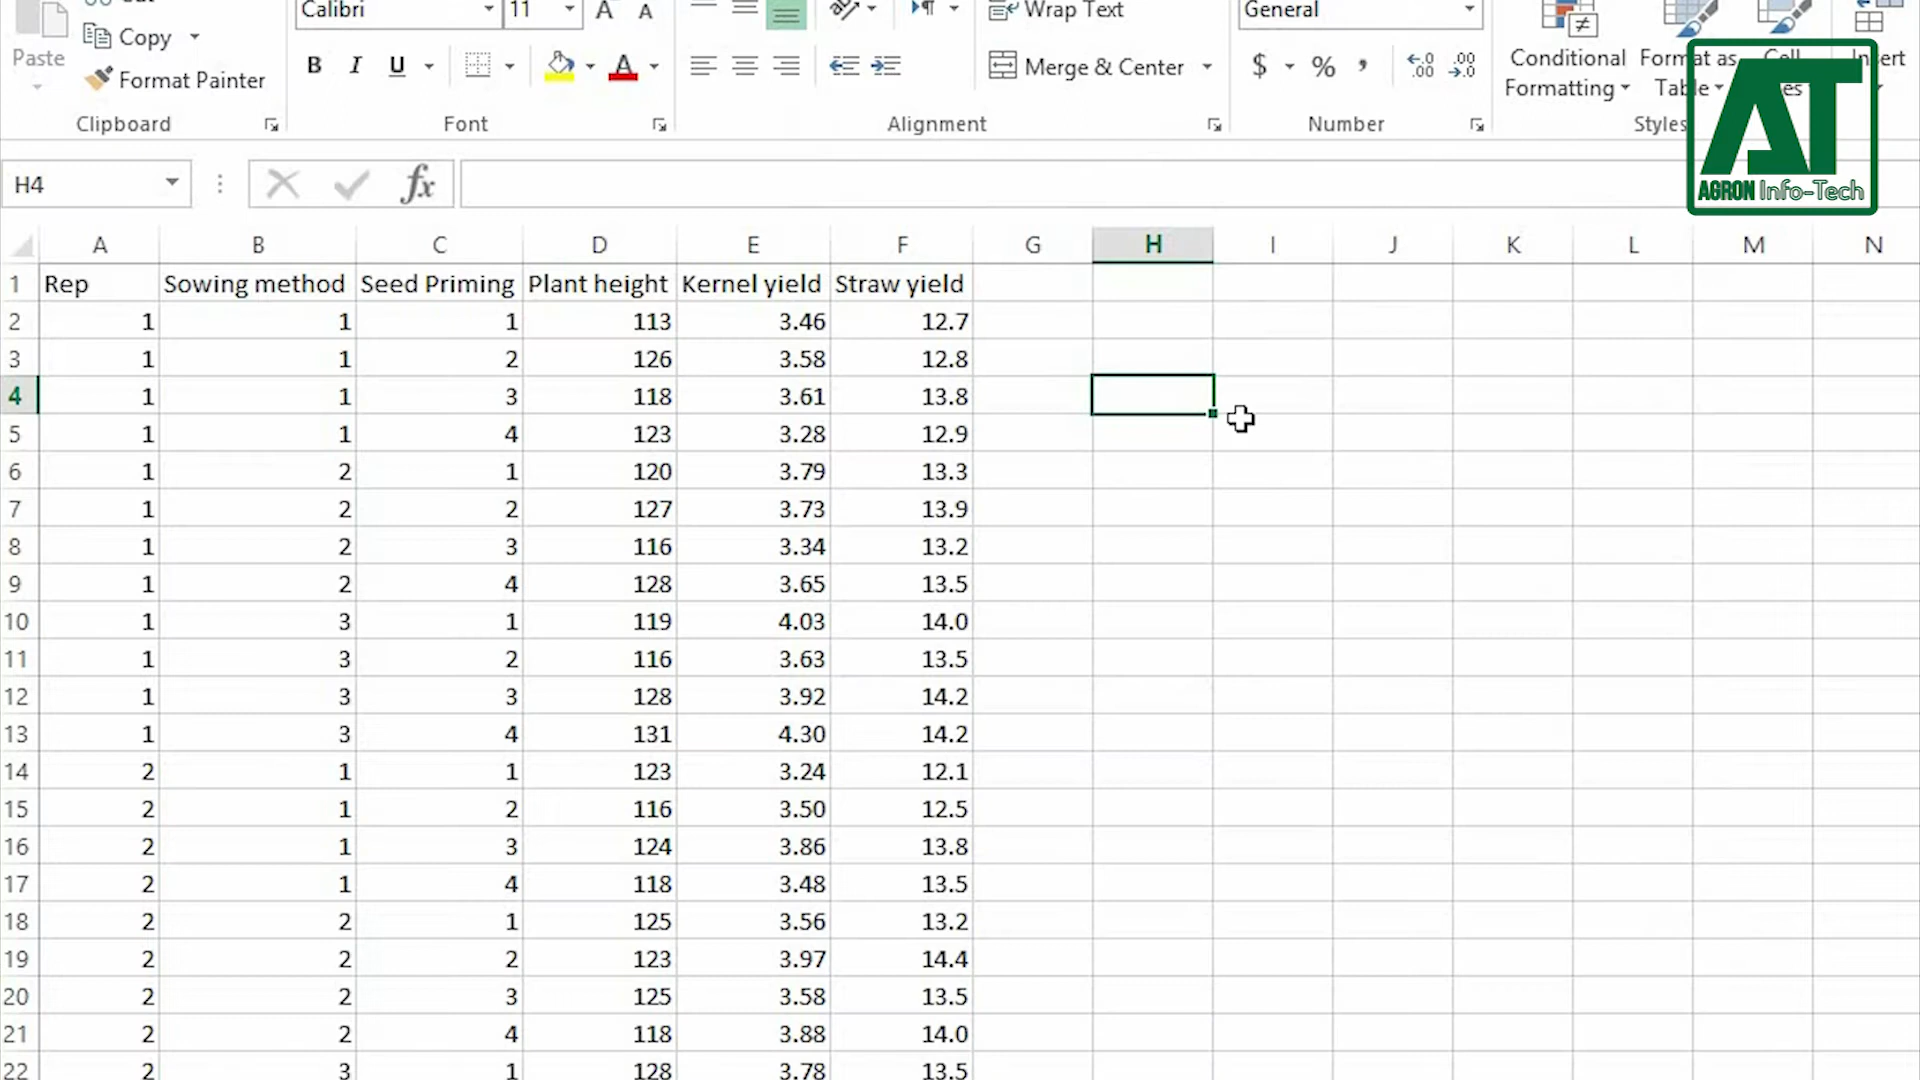 Calibri 11 A A Wrap Text General
Paste Copy
Format Painter
B I U A Merge & Center $ % , .00 .00 Conditional Formatting Format as Table Insert
Clipboard Font Alignment Number Styles
AT
AGRON Info-Tech
H4 fx
A B C D E F G H I J K L M N
1 Rep Sowing method Seed Priming Plant height Kernel yield Straw yield
2 1 1 1 113 3.46 12.7
3 1 1 2 126 3.58 12.8
4 1 1 3 118 3.61 13.8
5 1 1 4 123 3.28 12.9
6 1 2 1 120 3.79 13.3
7 1 2 2 127 3.73 13.9
8 1 2 3 116 3.34 13.2
9 1 2 4 128 3.65 13.5
10 1 3 1 119 4.03 14.0
11 1 3 2 116 3.63 13.5
12 1 3 3 128 3.92 14.2
13 1 3 4 131 4.30 14.2
14 2 1 1 123 3.24 12.1
15 2 1 2 116 3.50 12.5
16 2 1 3 124 3.86 13.8
17 2 1 4 118 3.48 13.5
18 2 2 1 125 3.56 13.2
19 2 2 2 123 3.97 14.4
20 2 2 3 125 3.58 13.5
21 2 2 4 118 3.88 14.0
22 2 3 1 128 3.78 13.5